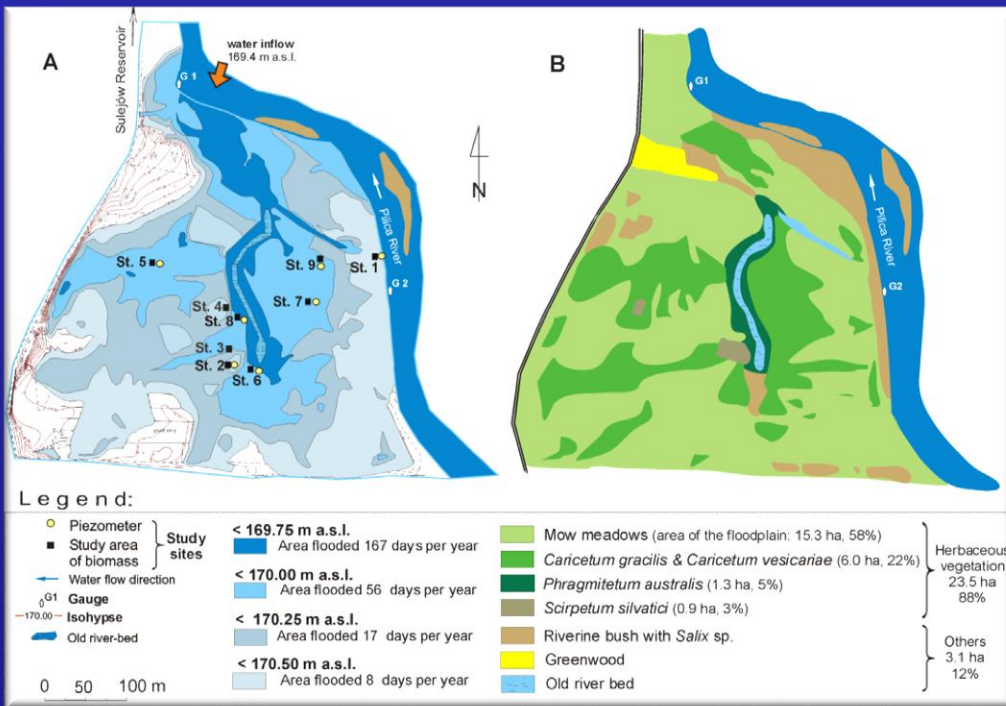 A
Sulejów Reservoir
water inflow
169.4 m a.s.l.
G 1
N
Pilica River
St. 5
St. 9
St. 1
G 2
St. 7
St. 4
St. 8
St. 3
St. 2
St. 6
B
G1
Pilica River
G2
Legend:
Piezometer
Study area
of biomass
Study
sites
Water flow direction
G1 Gauge
170.00 Isohypse
Old river-bed
0 50 100 m
< 169.75 m a.s.l.
Area flooded 167 days per year
< 170.00 m a.s.l.
Area flooded 56 days per year
< 170.25 m a.s.l.
Area flooded 17 days per year
< 170.50 m a.s.l.
Area flooded 8 days per year
Mow meadows (area of the floodplain: 15.3 ha, 58%)
Caricetum gracilis & Caricetum vesicariae (6.0 ha, 22%)
Phragmitetum australis (1.3 ha, 5%)
Scirpetum silvatici (0.9 ha, 3%)
Riverine bush with Salix sp.
Greenwood
Old river bed
Herbaceous
vegetation
23.5 ha
88%
Others
3.1 ha
12%